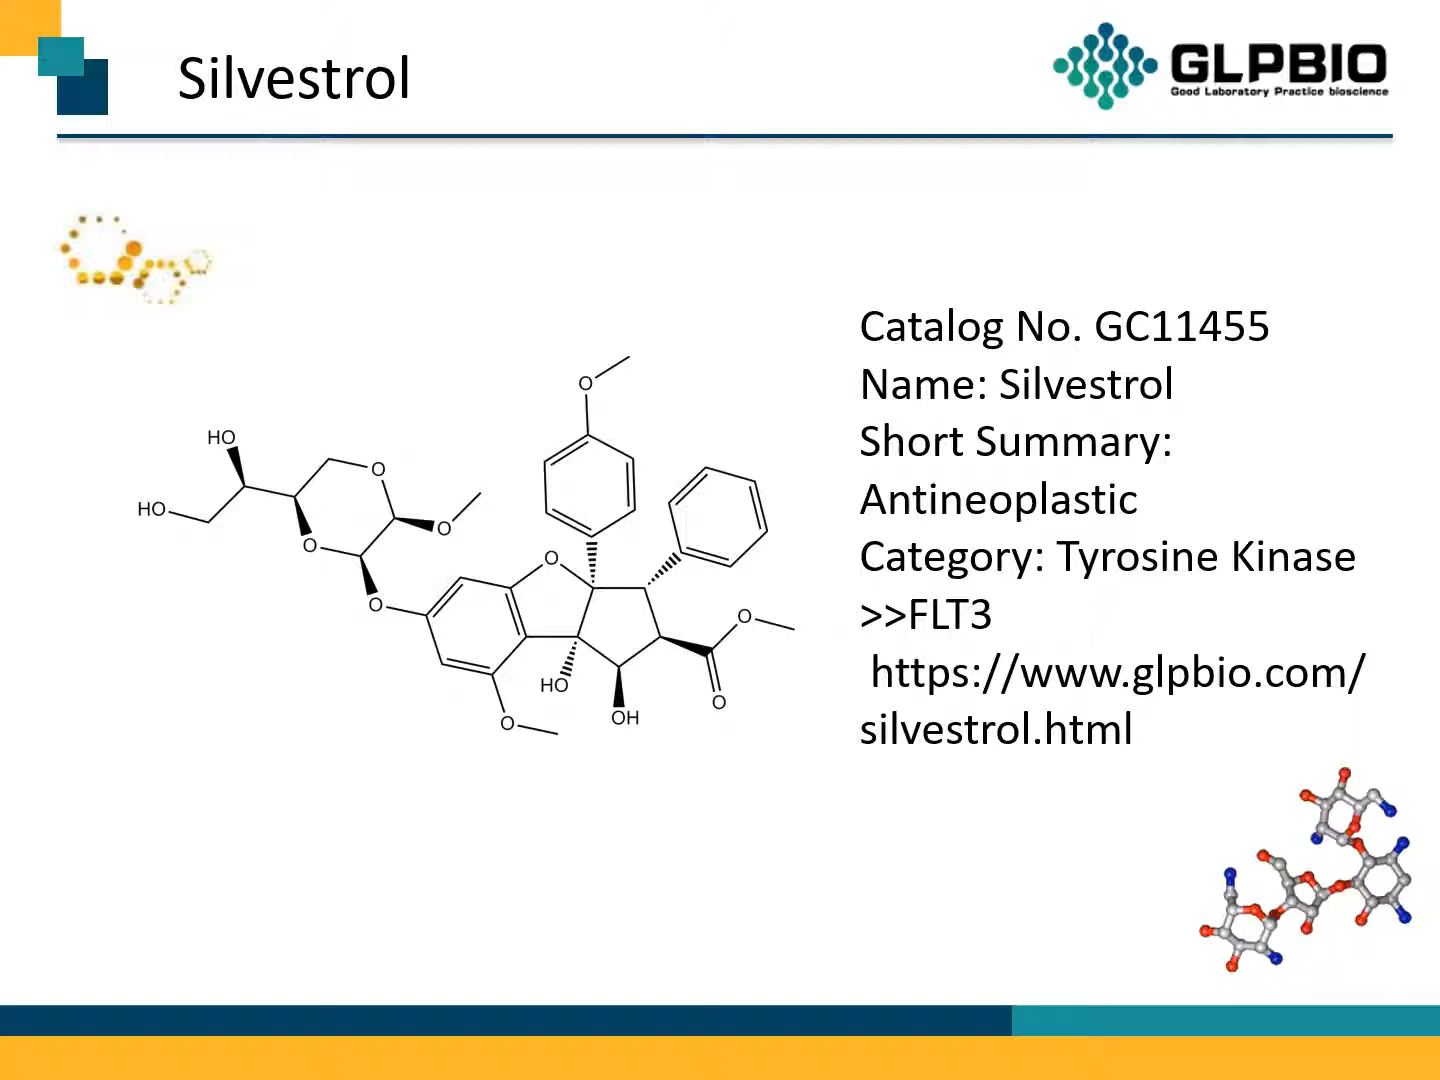 Silvestrol
GLPBIO
Good Laboratory Practice bioscience
Catalog No. GC11455
Name: Silvestrol
Short Summary:
Antineoplastic
Category: Tyrosine Kinase
>>FLT3
https://www.glpbio.com/
silvestrol.html
O
HO
O
HO
O
O
O
O
O
O
HO
OH
O
O